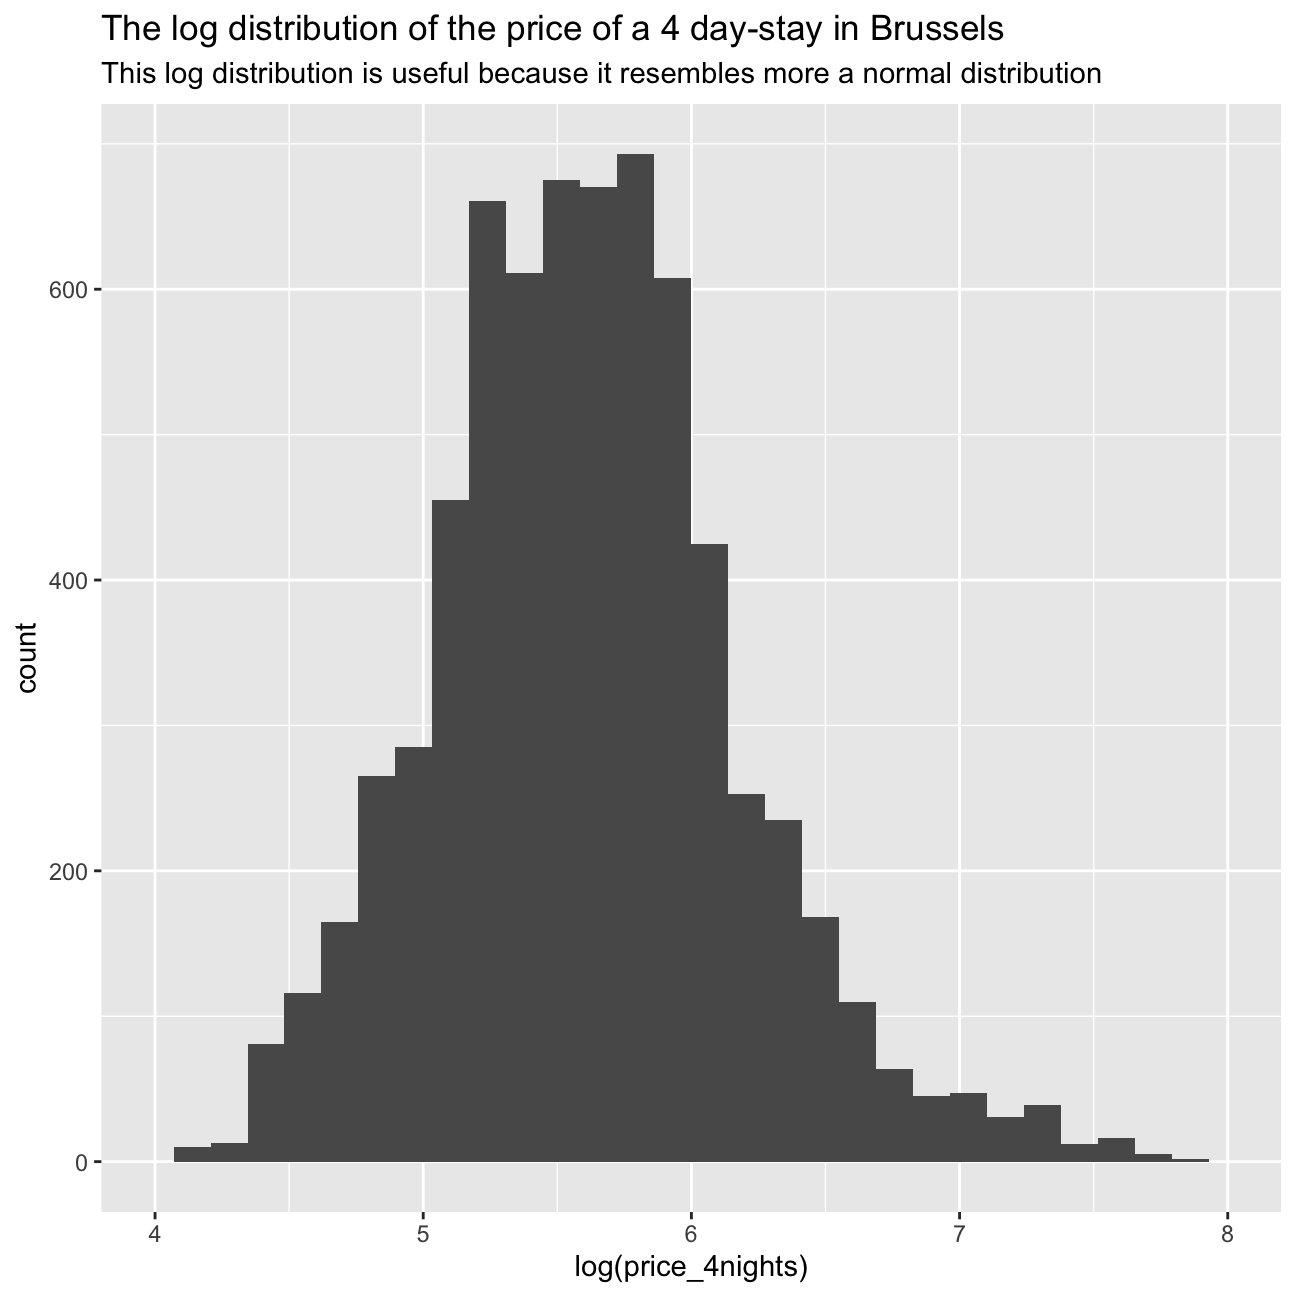 The log distribution of the price of a 4 day-stay in Brussels
This log distribution is useful because it resembles more a normal distribution
600
400
200
0
count
4 5 6 7 8
log(price_4nights)